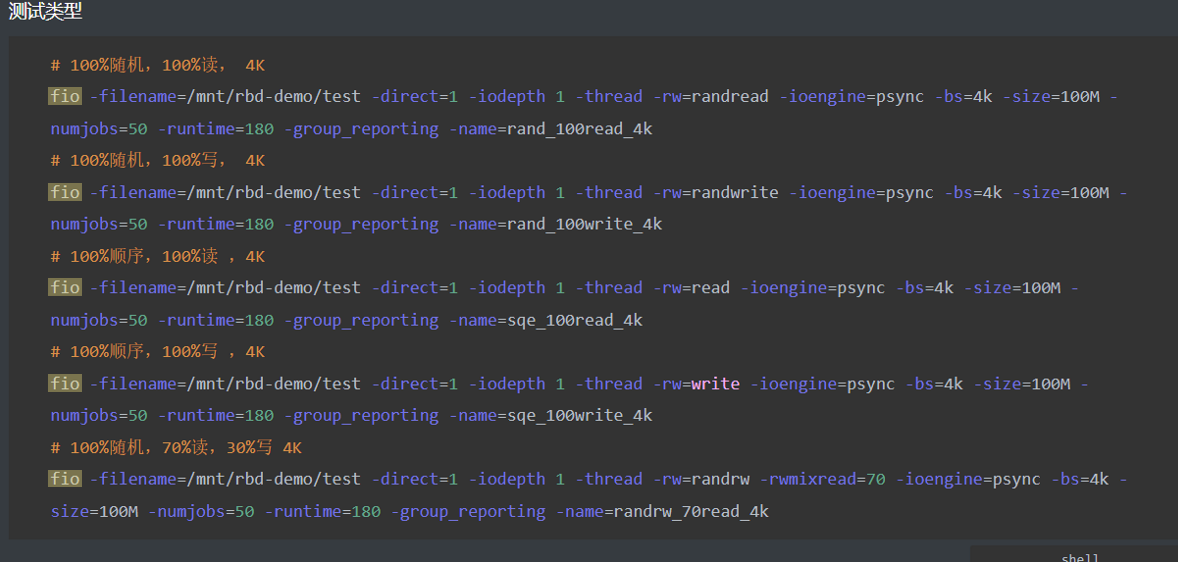 测试类型
# 100%随机，100%读， 4K
fio -filename=/mnt/rbd-demo/test -direct=1 -iodepth 1 -thread -rw=randread -ioengine=psync -bs=4k -size=100M -
numjobs=50 -runtime=180 -group_reporting -name=rand_100read_4k
# 100%随机，100%写， 4K
fio -filename=/mnt/rbd-demo/test -direct=1 -iodepth 1 -thread -rw=randwrite -ioengine=psync -bs=4k -size=100M -
numjobs=50 -runtime=180 -group_reporting -name=rand_100write_4k
# 100%顺序，100%读 ，4K
fio -filename=/mnt/rbd-demo/test -direct=1 -iodepth 1 -thread -rw=read -ioengine=psync -bs=4k -size=100M -
numjobs=50 -runtime=180 -group_reporting -name=sqe_100read_4k
# 100%顺序，100%写 ，4K
fio -filename=/mnt/rbd-demo/test -direct=1 -iodepth 1 -thread -rw=write -ioengine=psync -bs=4k -size=100M -
numjobs=50 -runtime=180 -group_reporting -name=sqe_100write_4k
# 100%随机，70%读，30%写 4K
fio -filename=/mnt/rbd-demo/test -direct=1 -iodepth 1 -thread -rw=randrw -rwmixread=70 -ioengine=psync -bs=4k -
size=100M -numjobs=50 -runtime=180 -group_reporting -name=randrw_70read_4k
shell